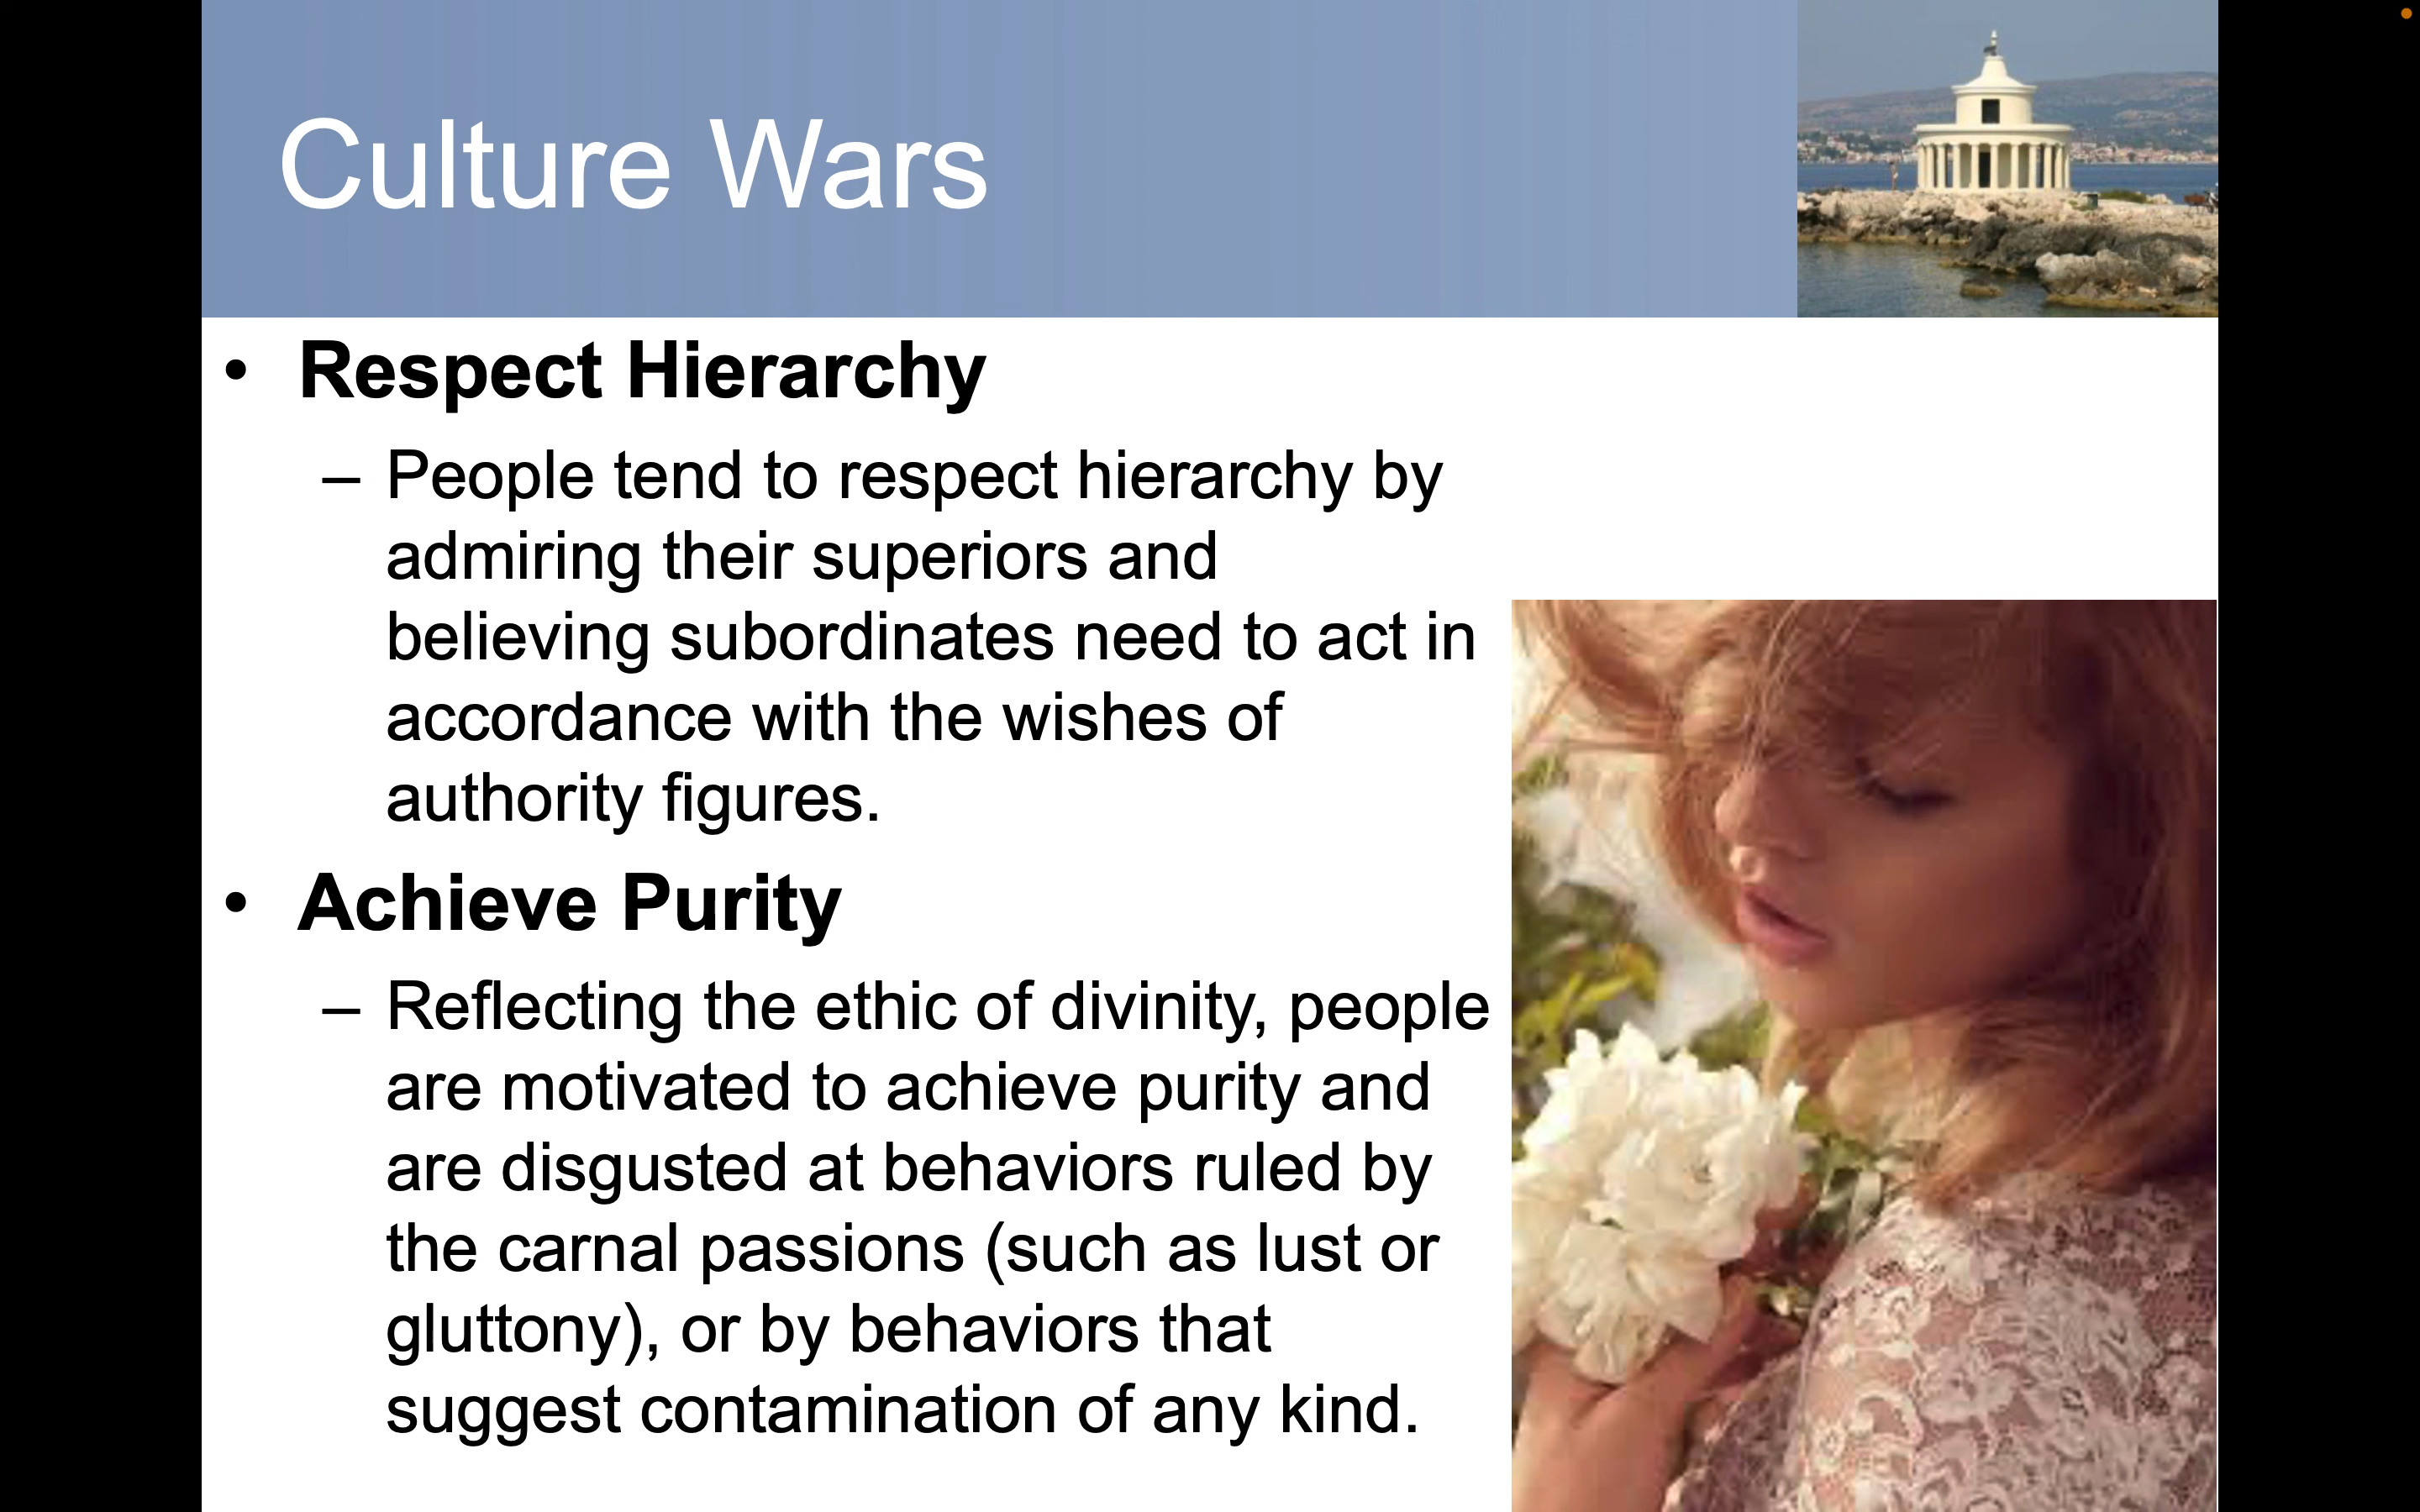 Culture Wars
• Respect Hierarchy
– People tend to respect hierarchy by
admiring their superiors and
believing subordinates need to act in
accordance with the wishes of
authority figures.
• Achieve Purity
– Reflecting the ethic of divinity, people
are motivated to achieve purity and
are disgusted at behaviors ruled by
the carnal passions (such as lust or
gluttony), or by behaviors that
suggest contamination of any kind.